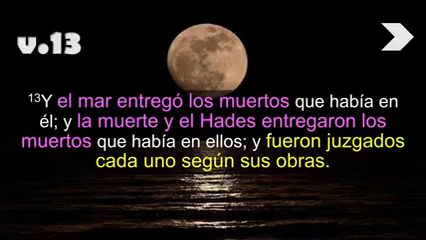 v.13
13Y el mar entregó los muertos que había en
él; y la muerte y el Hades entregaron los
muertos que había en ellos; y fueron juzgados
cada uno según sus obras.